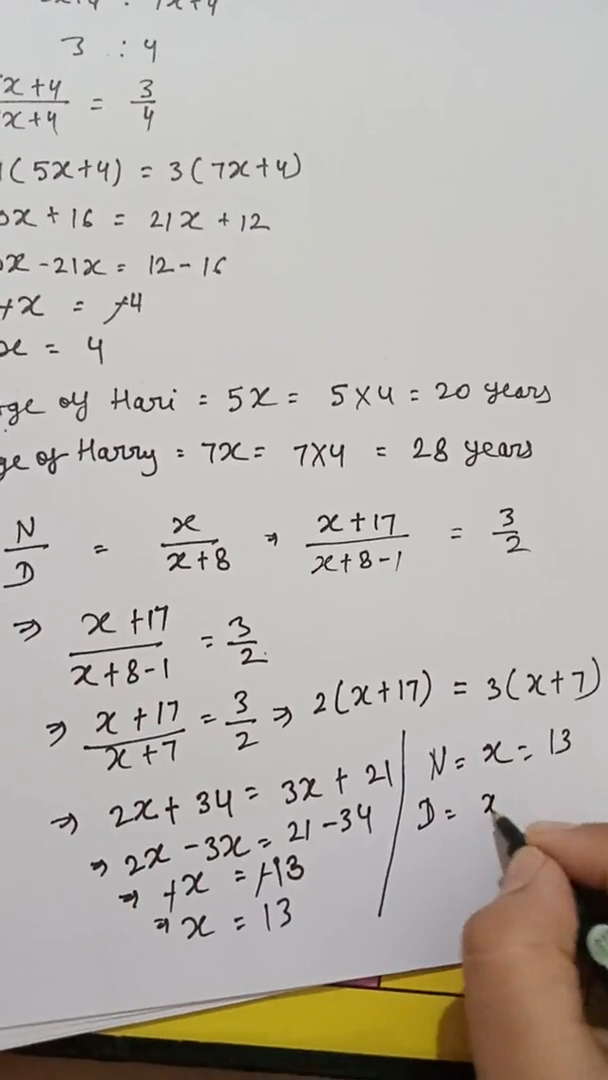 3 : 4
x+4/x+4 = 3/4
(5x+4) = 3(7x+4)
x + 16 = 21x + 12
x - 21x = 12 - 16
+x = +4
x = 4
age of Hari = 5x = 5×4 = 20 years
ge of Harry = 7x = 7×4 = 28 years
N/D = x/x+8 ⇒ x+17/x+8-1 = 3/2
⇒ x+17/x+8-1 = 3/2
⇒ x+17/x+7 = 3/2 ⇒ 2(x+17) = 3(x+7)
⇒ 2x + 34 = 3x + 21
⇒ 2x - 3x = 21 - 34
⇒ +x = +13
⇒ x = 13
N = x = 13
D = x